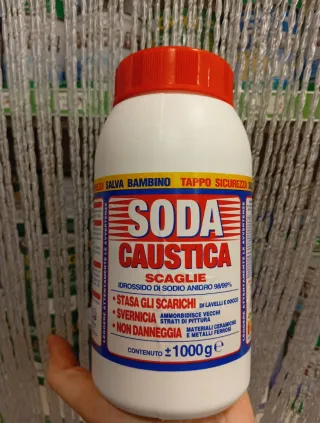 SALVA BAMBINO TAPPO SICUREZZA
SODA
CAUSTICA
SCAGLIE
IDROSSIDO DI SODIO ANIDRO 98/99%
• STASA GLI SCARICHI DI LAVELLI E DOCCE
• SVERNICIA AMMORBIDISCE VECCHI STRATI DI PITTURA
• NON DANNEGGIA MATERIALI CERAMICI E METALLI FERROSI
CONTENUTO ±1000g℮